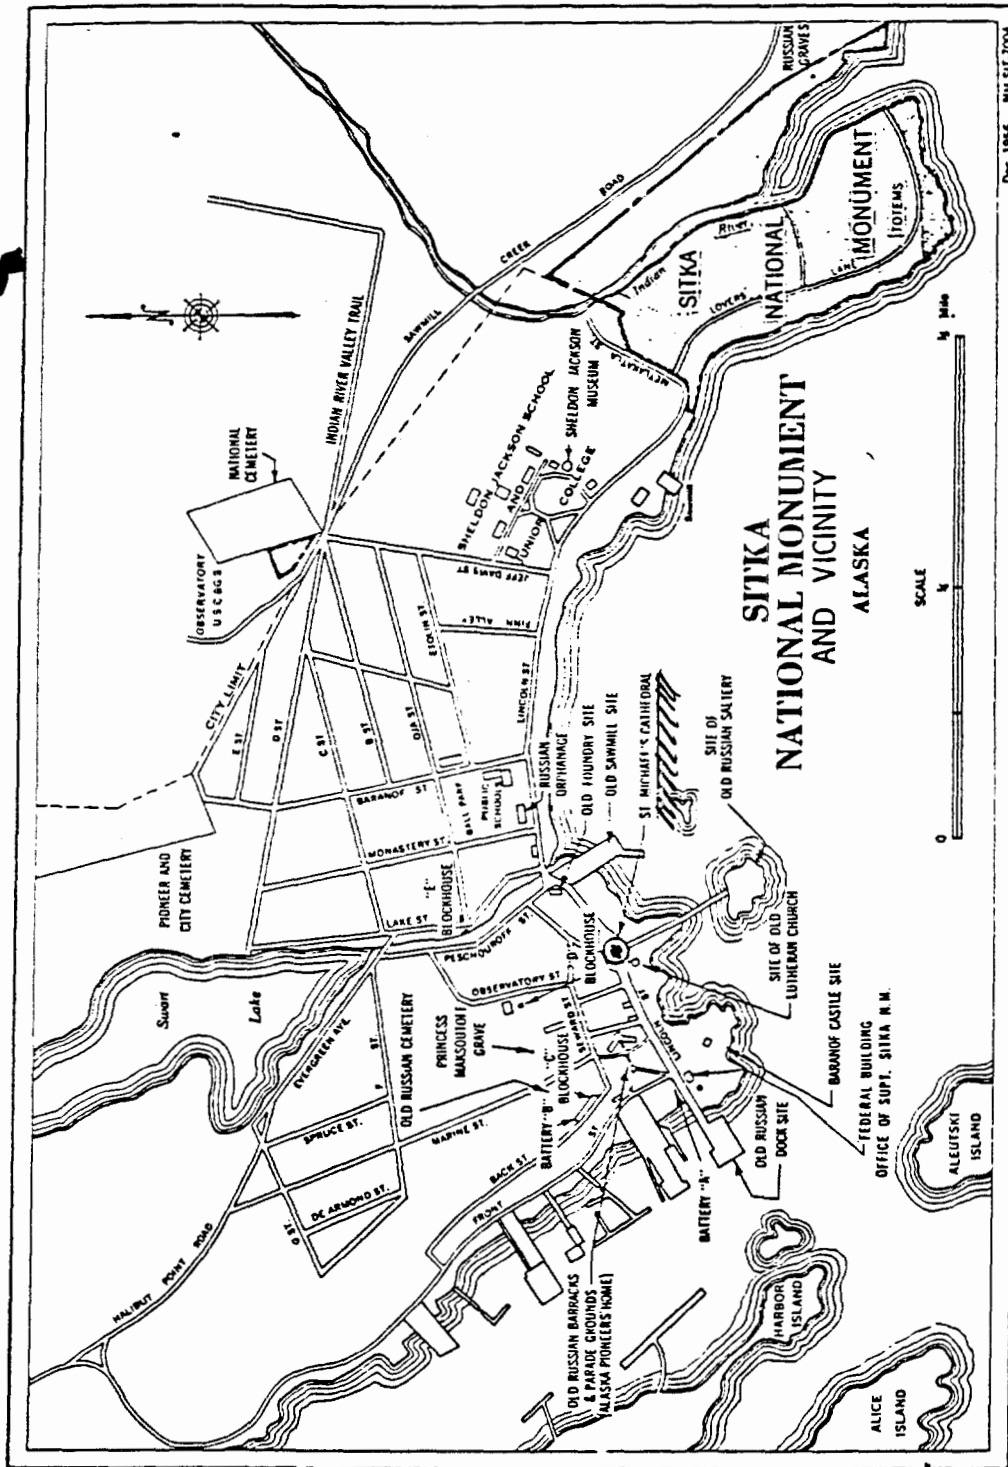 SITKA
NATIONAL MONUMENT
AND VICINITY
ALASKA
SCALE
0
¼
½ Mile
N
HALIBUT POINT ROAD
Swan
Lake
PIONEER AND
CITY CEMETERY
CITY LIMIT
OBSERVATORY
U S C & G S
NATIONAL
CEMETERY
INDIAN RIVER VALLEY TRAIL
SAWMILL
CREEK
ROAD
RUSSIAN
GRAVES
EVERGREEN AVE.
SPRUCE ST.
DE ARMOND ST.
MARINE ST.
ST.
OLD RUSSIAN CEMETERY
PRINCESS
MAKSOUTOFF
GRAVE
LAKE ST.
MONASTERY ST.
BARANOF ST.
"E"
BLOCKHOUSE
BALL PARK
PUBLIC
SCHOOLS
E ST
D ST
C ST
B ST
ETOLIN ST
FINN ALLEY
JEFF DAVIS ST
LINCOLN ST
SHELDON JACKSON SCHOOL
AND
UNION
COLLEGE
SHELDON JACKSON
MUSEUM
METLAKATLA
ST
Indian
River
LOVERS
LANE
SITKA
NATIONAL
MONUMENT
TOTEMS
BACK ST.
FRONT
ST
BATTERY "B"
"C"
BLOCKHOUSE
SEWARD ST
OBSERVATORY ST
PESCHOUROFF ST.
"D"
BLOCKHOUSE
LINCOLN
ST
RUSSIAN
ORPHANAGE
OLD FOUNDRY SITE
OLD SAWMILL SITE
ST MICHAEL'S CATHEDRAL
SITE OF
OLD RUSSIAN SALTERY
SITE OF OLD
LUTHERAN CHURCH
BARANOF CASTLE SITE
FEDERAL BUILDING
OFFICE OF SUPT. SITKA N.M.
OLD RUSSIAN
DOCK SITE
BATTERY "A"
OLD RUSSIAN BARRACKS
& PARADE GROUNDS
(ALASKA PIONEERS' HOME)
HARBOR
ISLAND
ALICE
ISLAND
ALEUTSKI
ISLAND